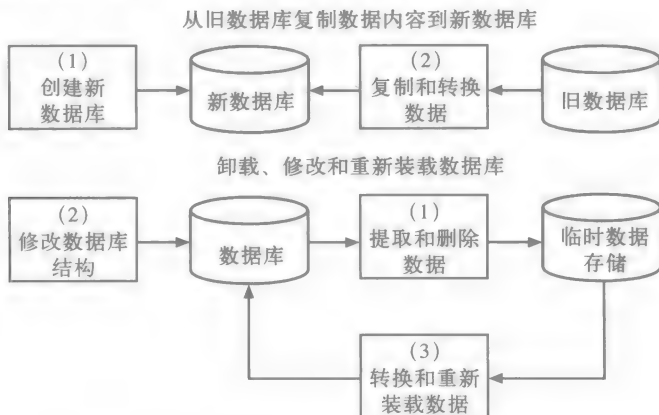 从旧数据库复制数据内容到新数据库
(1)
创建新
数据库
新数据库
(2)
复制和转换
数据
旧数据库
卸载、修改和重新装载数据库
(2)
修改数据库
结构
数据库
(1)
提取和删除
数据
临时数据
存储
(3)
转换和重新
装载数据